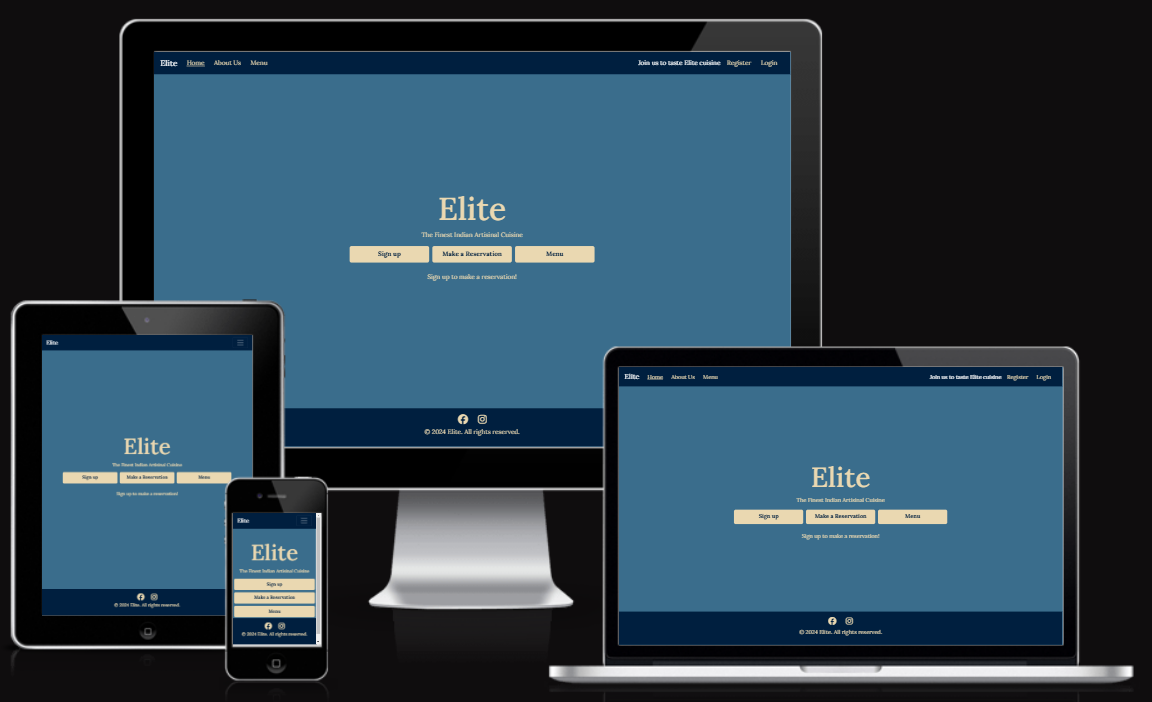 Elite Home About Us Menu Join us to taste Elite cuisine Register Login
Elite
The Finest Indian Artisinal Cuisine
Sign up Make a Reservation Menu
Sign up to make a reservation!
© 2024 Elite. All rights reserved.
Elite
Elite
The Finest Indian Artisinal Cuisine
Sign up Make a Reservation Menu
Sign up to make a reservation!
© 2024 Elite. All rights reserved.
Elite
Elite
The Finest Indian Artisinal Cuisine
Sign up
Make a Reservation
Menu
© 2024 Elite. All rights reserved.
Elite Home About Us Menu Join us to taste Elite cuisine Register Login
Elite
The Finest Indian Artisinal Cuisine
Sign up Make a Reservation Menu
Sign up to make a reservation!
© 2024 Elite. All rights reserved.